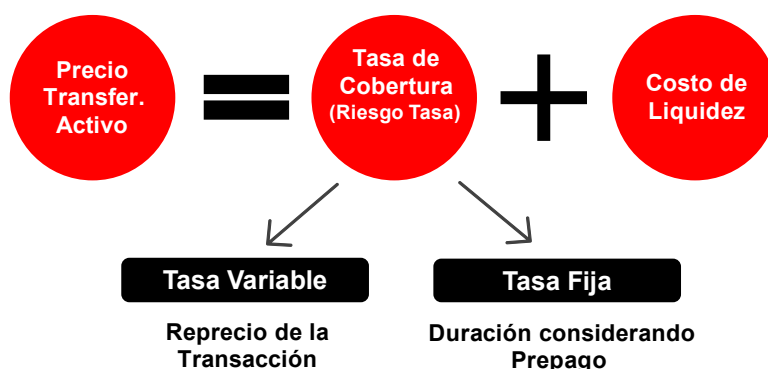 Precio
Transfer.
Activo
=
Tasa de
Cobertura
(Riesgo Tasa)
+
Costo de
Liquidez
Tasa Variable
Tasa Fija
Reprecio de la
Transacción
Duración considerando
Prepago